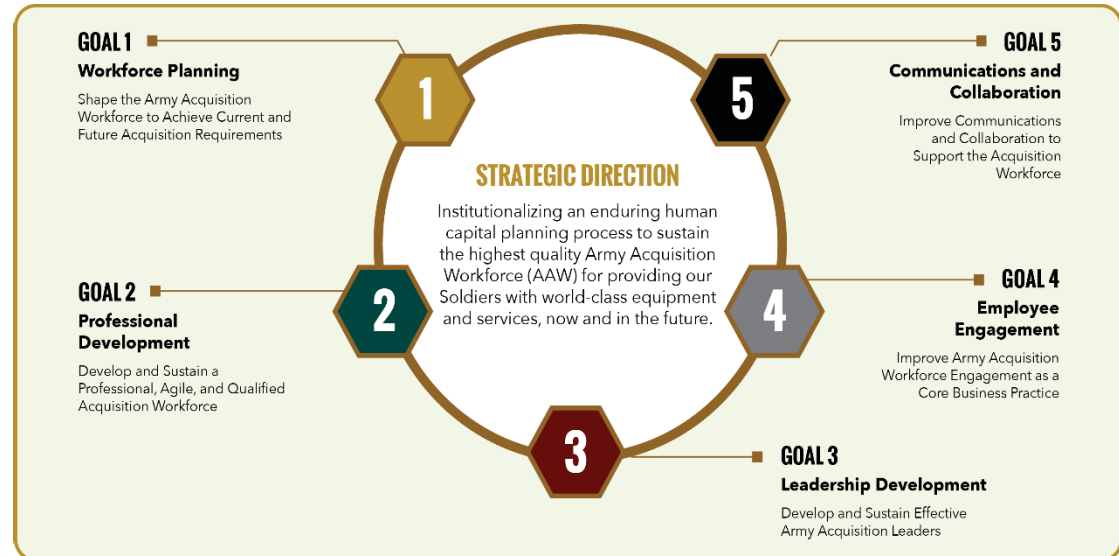 GOAL 1
Workforce Planning
Shape the Army Acquisition
Workforce to Achieve Current and
Future Acquisition Requirements
1
GOAL 2
Professional
Development
Develop and Sustain a
Professional, Agile, and Qualified
Acquisition Workforce
2
STRATEGIC DIRECTION
Institutionalizing an enduring human
capital planning process to sustain
the highest quality Army Acquisition
Workforce (AAW) for providing our
Soldiers with world-class equipment
and services, now and in the future.
3
GOAL 3
Leadership Development
Develop and Sustain Effective
Army Acquisition Leaders
4
GOAL 4
Employee
Engagement
Improve Army Acquisition
Workforce Engagement as a
Core Business Practice
5
GOAL 5
Communications and
Collaboration
Improve Communications
and Collaboration to
Support the Acquisition
Workforce